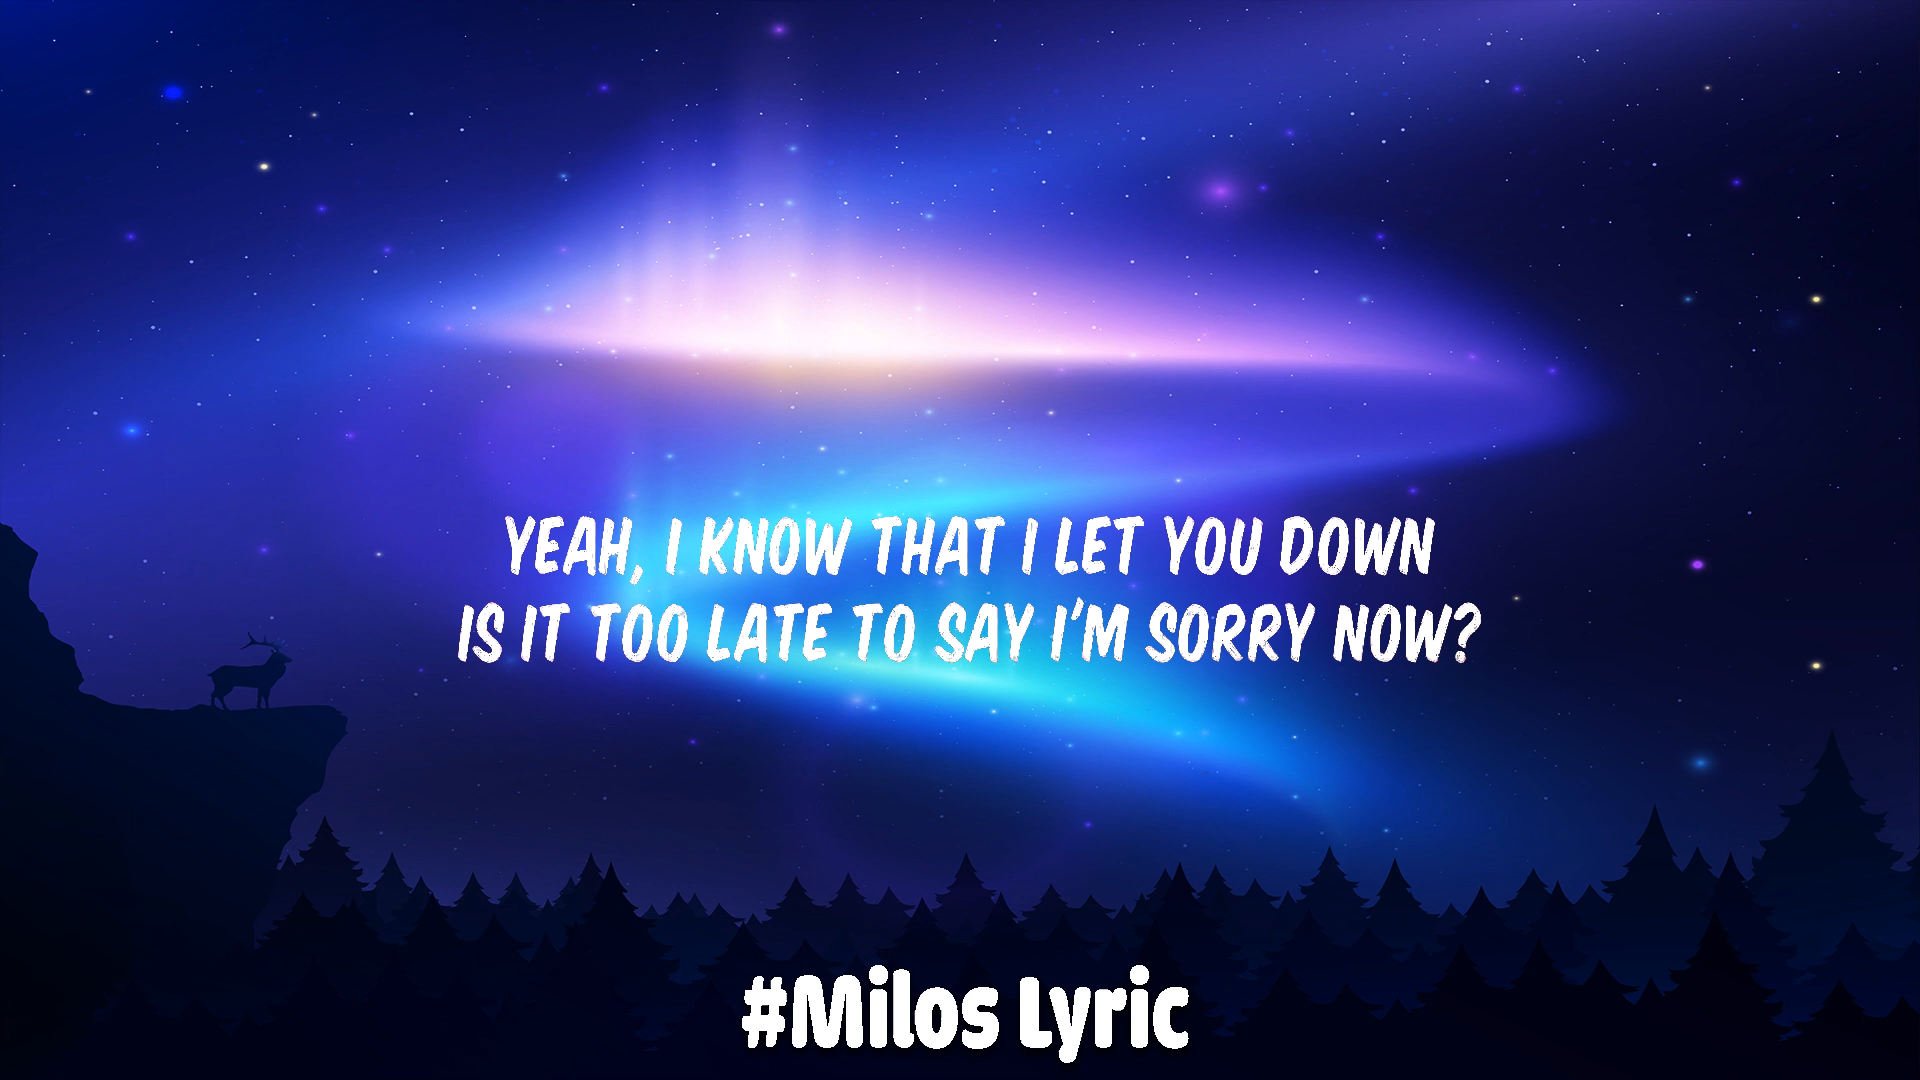 YEAH, I KNOW THAT I LET YOU DOWN
IS IT TOO LATE TO SAY I'M SORRY NOW?
#Milos Lyric